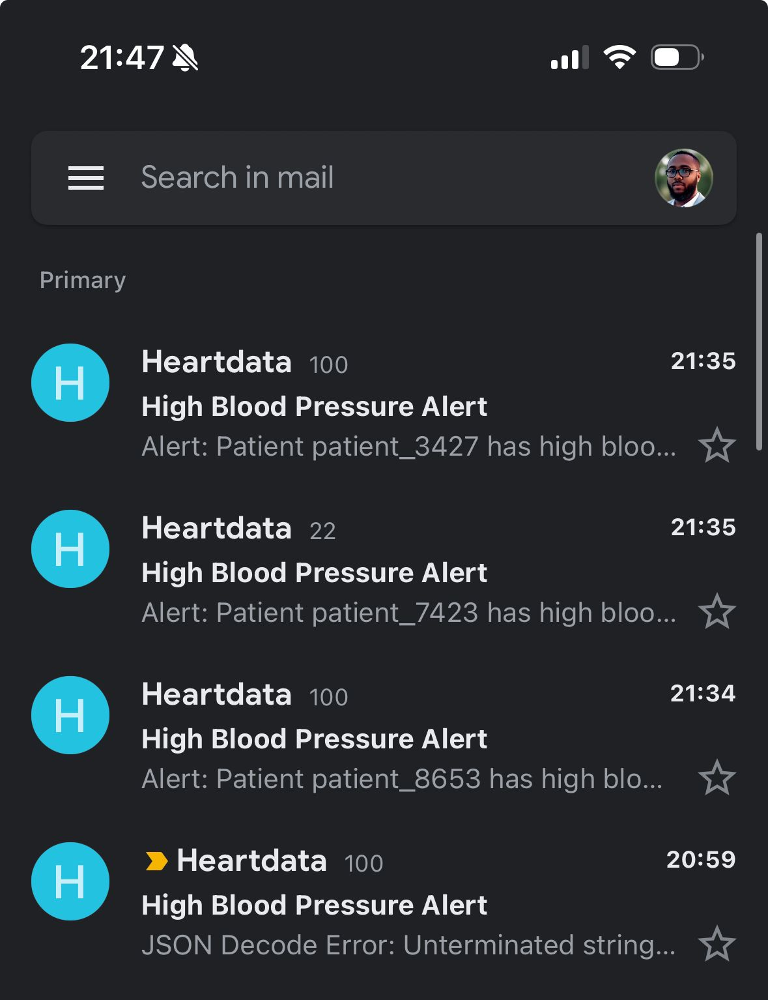 21:47
Search in mail
Primary
H
Heartdata 100 21:35
High Blood Pressure Alert
Alert: Patient patient_3427 has high bloo...
H
Heartdata 22 21:35
High Blood Pressure Alert
Alert: Patient patient_7423 has high bloo...
H
Heartdata 100 21:34
High Blood Pressure Alert
Alert: Patient patient_8653 has high blo...
H
Heartdata 100 20:59
High Blood Pressure Alert
JSON Decode Error: Unterminated string...